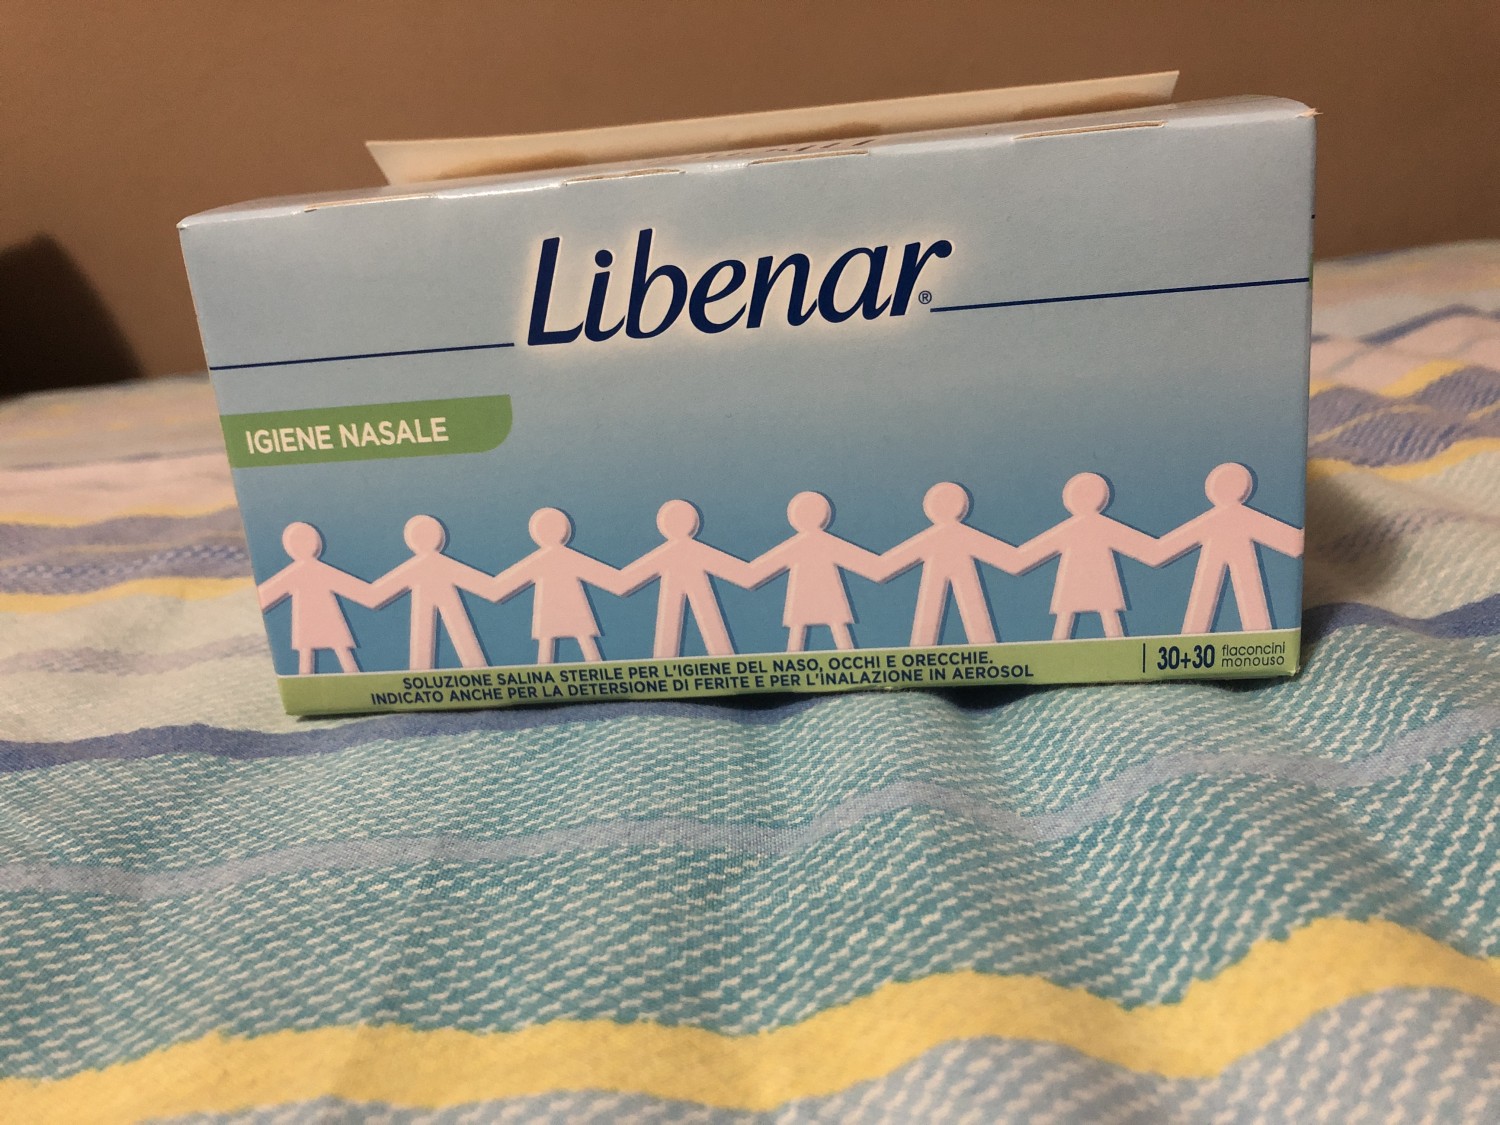 Libenar®
IGIENE NASALE
SOLUZIONE SALINA STERILE PER L'IGIENE DEL NASO, OCCHI E ORECCHIE.
INDICATO ANCHE PER LA DETERSIONE DI FERITE E PER L'INALAZIONE IN AEROSOL
30+30 flaconcini
monouso